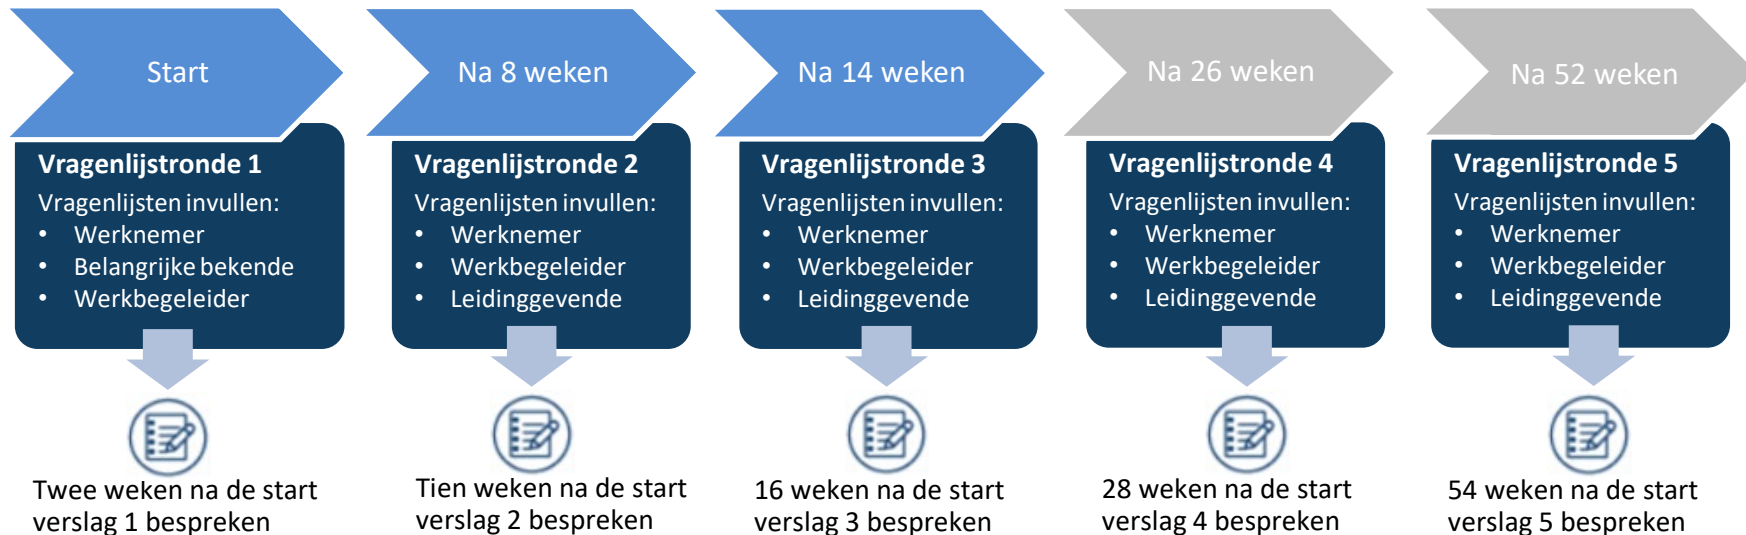 Start
Na 8 weken
Na 14 weken
Na 26 weken
Na 52 weken
Vragenlijstronde 1
Vragenlijsten invullen:
• Werknemer
• Belangrijke bekende
• Werkbegeleider
Vragenlijstronde 2
Vragenlijsten invullen:
• Werknemer
• Werkbegeleider
• Leidinggevende
Vragenlijstronde 3
Vragenlijsten invullen:
• Werknemer
• Werkbegeleider
• Leidinggevende
Vragenlijstronde 4
Vragenlijsten invullen:
• Werknemer
• Werkbegeleider
• Leidinggevende
Vragenlijstronde 5
Vragenlijsten invullen:
• Werknemer
• Werkbegeleider
• Leidinggevende
Twee weken na de start
verslag 1 bespreken
Tien weken na de start
verslag 2 bespreken
16 weken na de start
verslag 3 bespreken
28 weken na de start
verslag 4 bespreken
54 weken na de start
verslag 5 bespreken